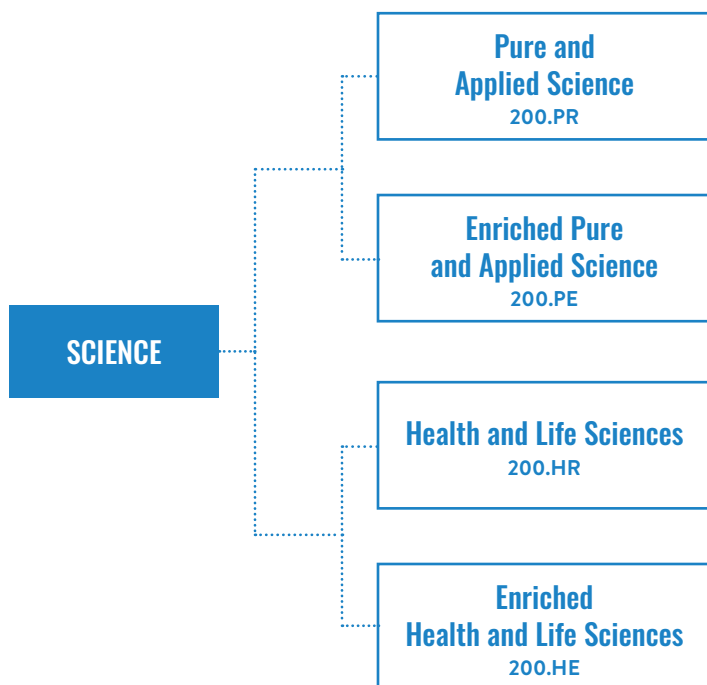 Pure and
Applied Science
200.PR
Enriched Pure
and Applied Science
200.PE
SCIENCE
Health and Life Sciences
200.HR
Enriched
Health and Life Sciences
200.HE